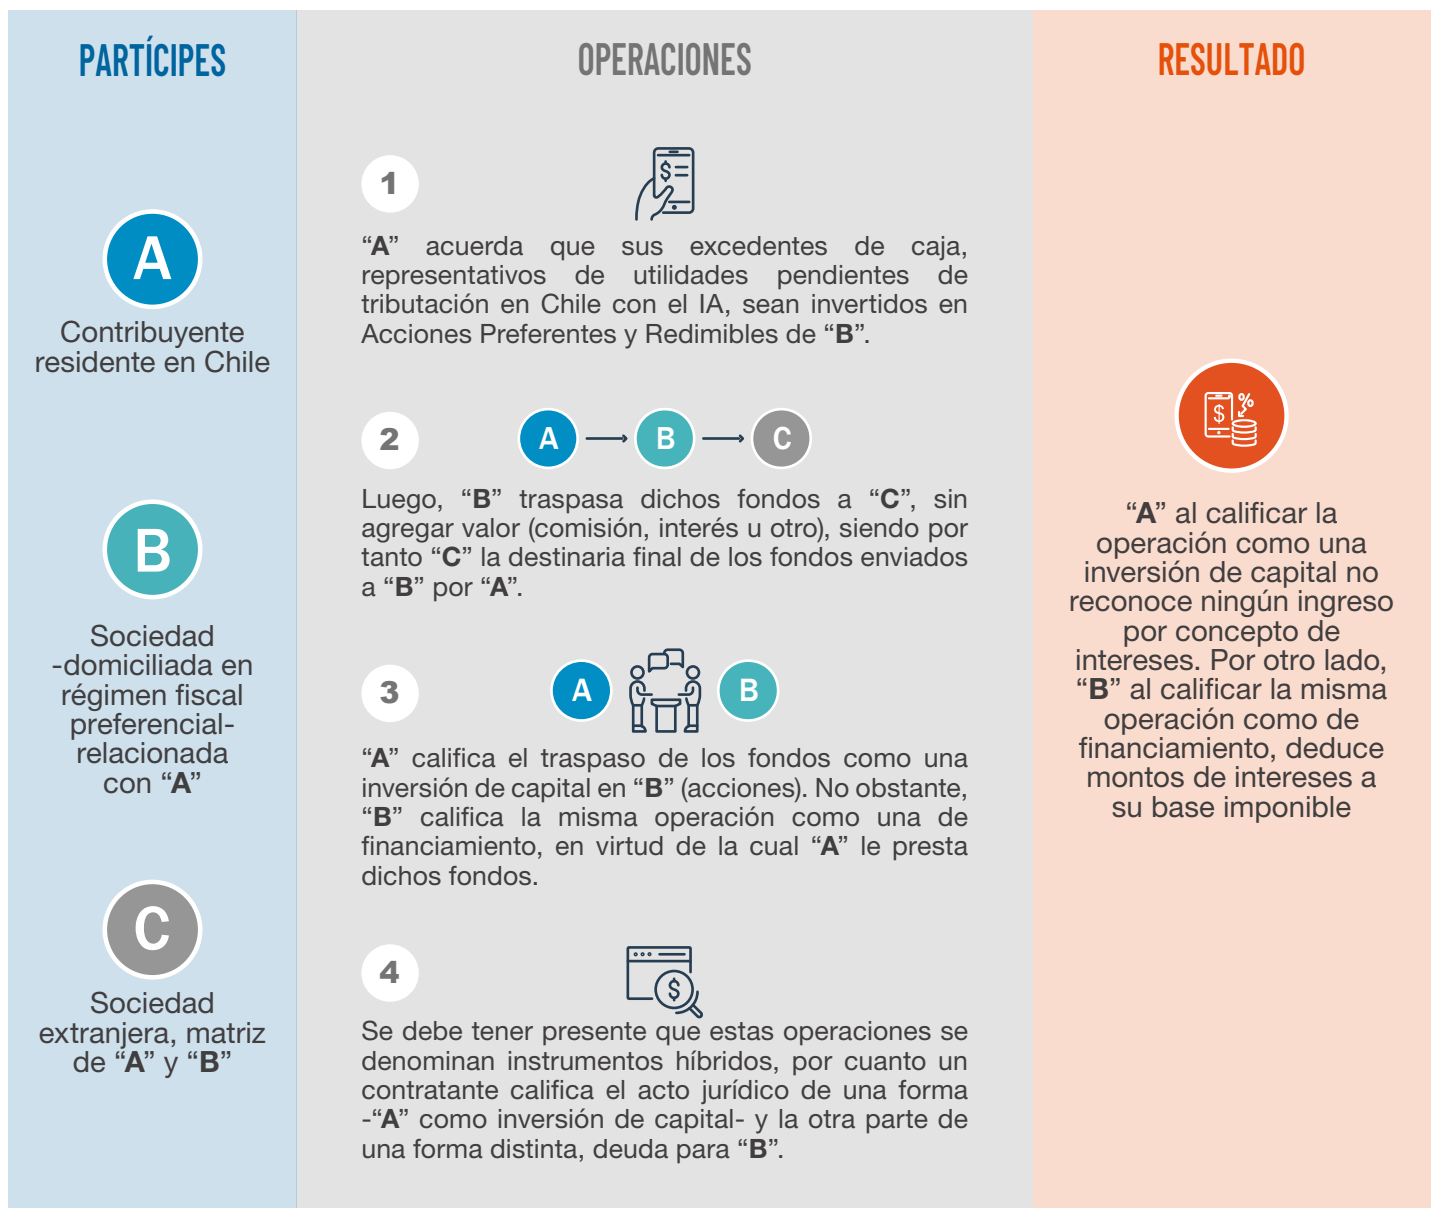 PARTÍCIPES
A
Contribuyente
residente en Chile
B
Sociedad
-domiciliada en
régimen fiscal
preferencial-
relacionada
con “A”
C
Sociedad
extranjera, matriz
de “A” y “B”
OPERACIONES
1
$
“A” acuerda que sus excedentes de caja,
representativos de utilidades pendientes de
tributación en Chile con el IA, sean invertidos en
Acciones Preferentes y Redimibles de “B”.
2
A B C
Luego, “B” traspasa dichos fondos a “C”, sin
agregar valor (comisión, interés u otro), siendo por
tanto “C” la destinaria final de los fondos enviados
a “B” por “A”.
3
A B
“A” califica el traspaso de los fondos como una
inversión de capital en “B” (acciones). No obstante,
“B” califica la misma operación como una de
financiamiento, en virtud de la cual “A” le presta
dichos fondos.
4
$
Se debe tener presente que estas operaciones se
denominan instrumentos híbridos, por cuanto un
contratante califica el acto jurídico de una forma
-“A” como inversión de capital- y la otra parte de
una forma distinta, deuda para “B”.
RESULTADO
$ %
“A” al calificar la
operación como una
inversión de capital no
reconoce ningún ingreso
por concepto de
intereses. Por otro lado,
“B” al calificar la misma
operación como de
financiamiento, deduce
montos de intereses a
su base imponible